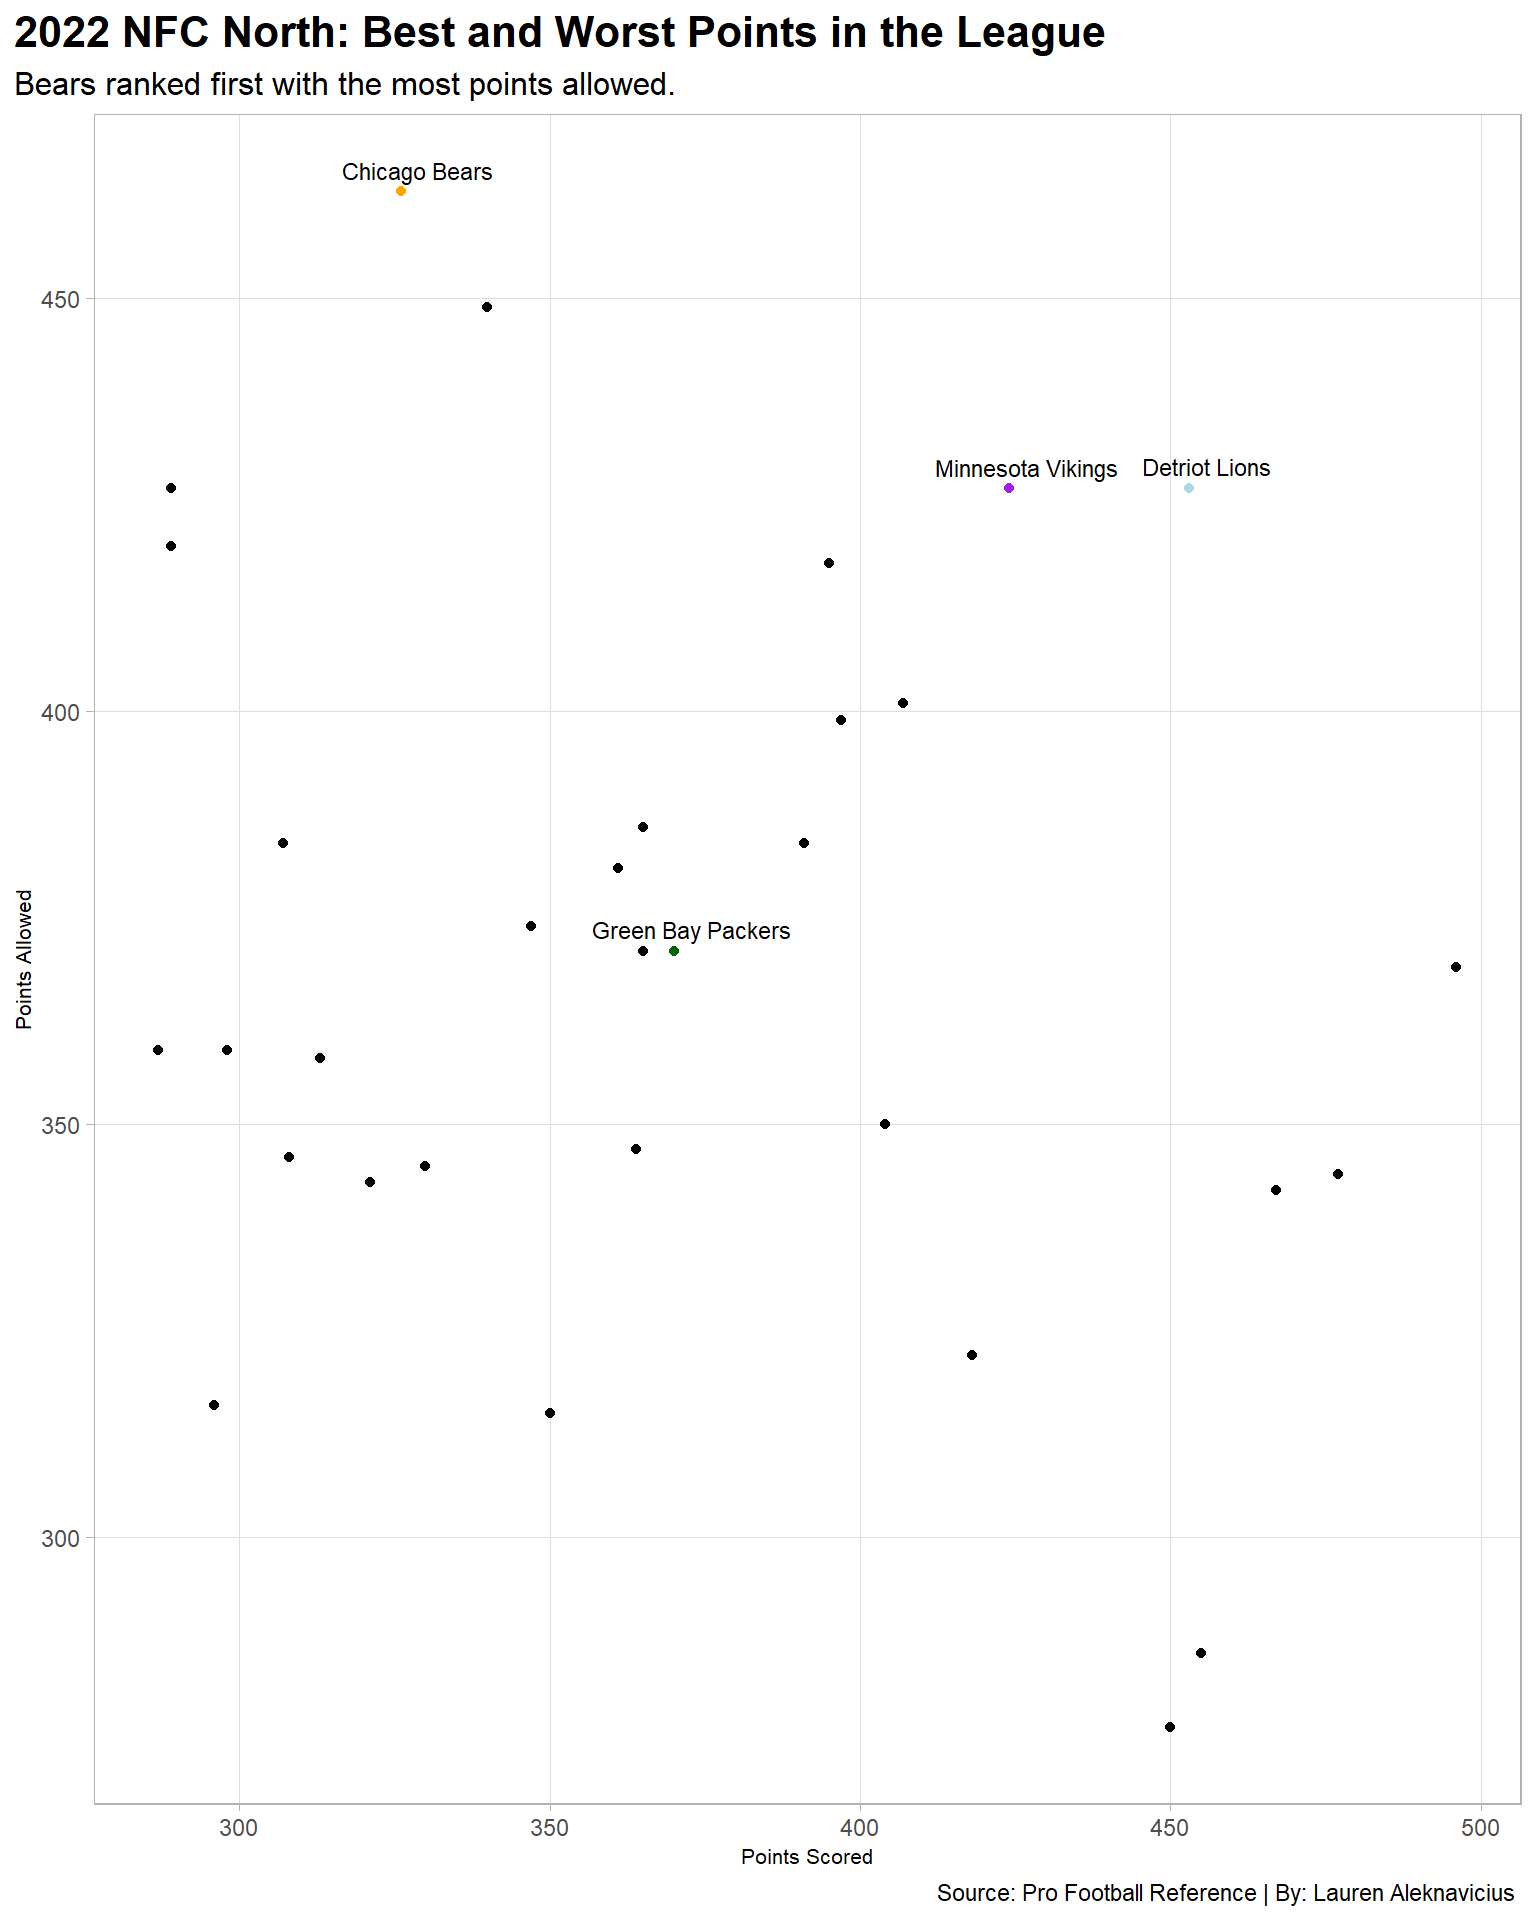 2022 NFC North: Best and Worst Points in the League
Bears ranked first with the most points allowed.
Chicago Bears
450
Minnesota Vikings
Detriot Lions
400
Green Bay Packers
Points Allowed
350
300
300
350
400
450
500
Points Scored
Source: Pro Football Reference | By: Lauren Aleknavicius